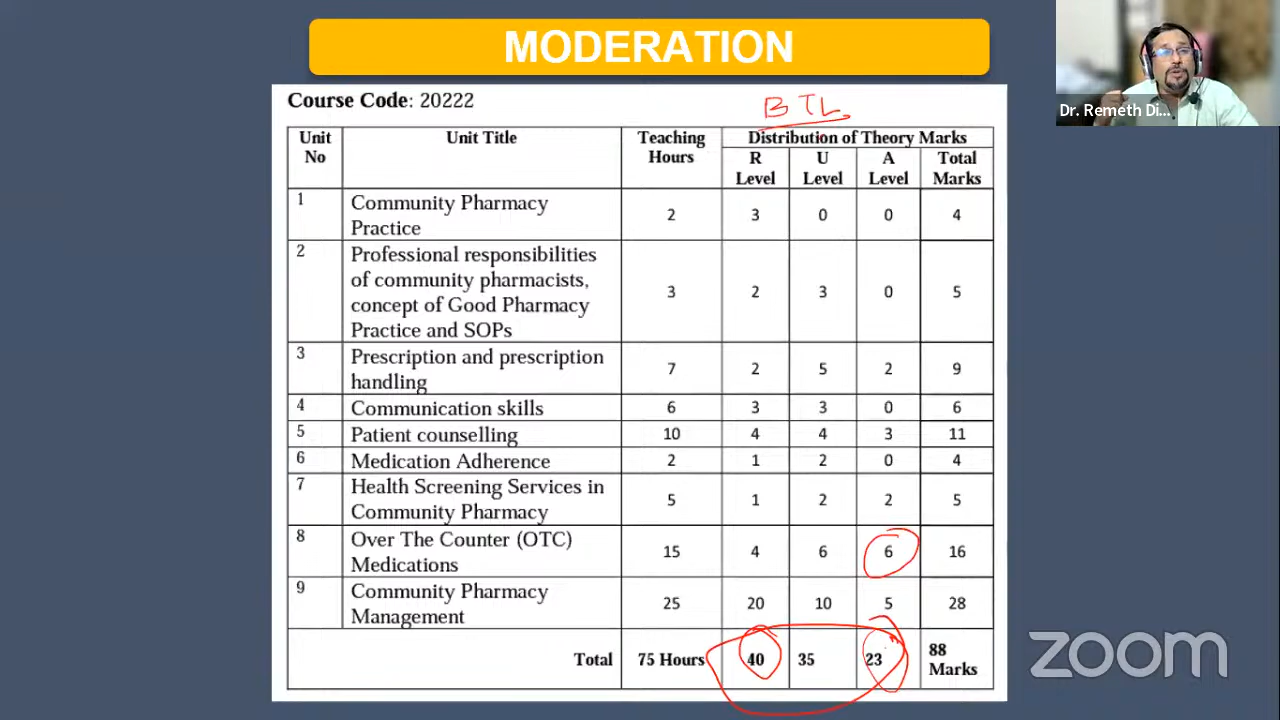 MODERATION
Dr. Remeth Di...
Course Code: 20222
B T L
Unit No Unit Title Teaching Hours Distribution of Theory Marks
R Level U Level A Level Total Marks
1 Community Pharmacy Practice 2 3 0 0 4
2 Professional responsibilities of community pharmacists, concept of Good Pharmacy Practice and SOPs 3 2 3 0 5
3 Prescription and prescription handling 7 2 5 2 9
4 Communication skills 6 3 3 0 6
5 Patient counselling 10 4 4 3 11
6 Medication Adherence 2 1 2 0 4
7 Health Screening Services in Community Pharmacy 5 1 2 2 5
8 Over The Counter (OTC) Medications 15 4 6 6 16
9 Community Pharmacy Management 25 20 10 5 28
Total 75 Hours 40 35 23 88 Marks
zoom